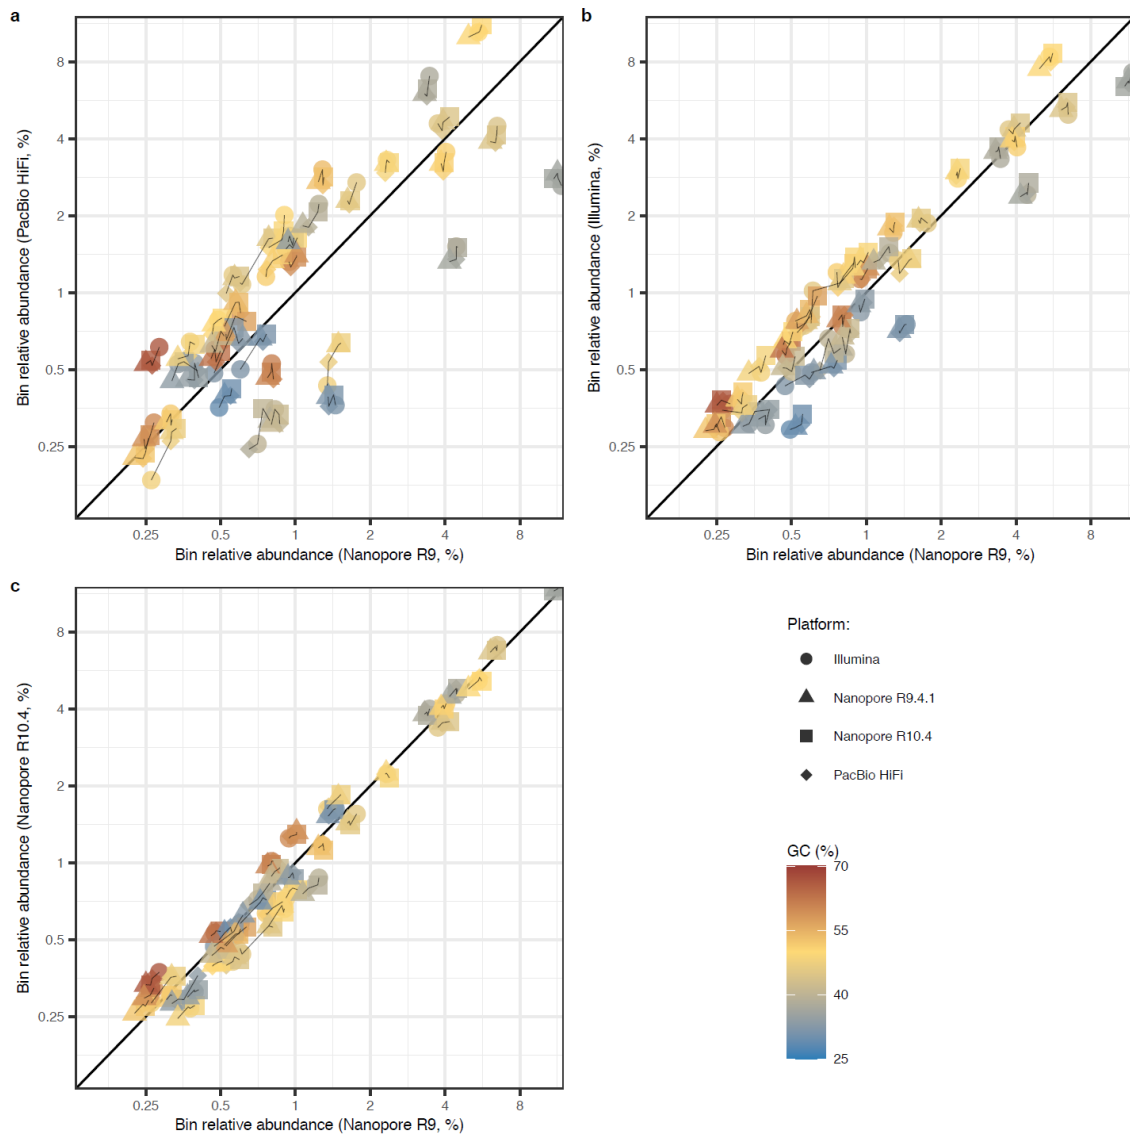 a
Bin relative abundance (PacBio HiFi, %)
8
4
2
1
0.5
0.25
0.25 0.5 1 2 4 8
Bin relative abundance (Nanopore R9, %)
b
Bin relative abundance (Illumina, %)
8
4
2
1
0.5
0.25
0.25 0.5 1 2 4 8
Bin relative abundance (Nanopore R9, %)
c
Bin relative abundance (Nanopore R10.4, %)
8
4
2
1
0.5
0.25
0.25 0.5 1 2 4 8
Bin relative abundance (Nanopore R9, %)
Platform:
Illumina
Nanopore R9.4.1
Nanopore R10.4
PacBio HiFi
GC (%)
70
55
40
25